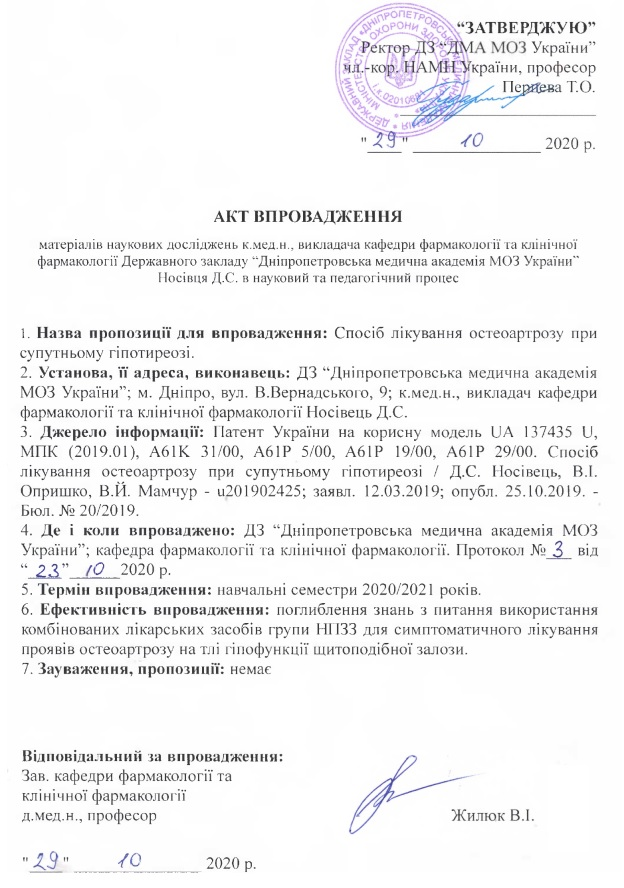 “ЗАТВЕРДЖУЮ”
Ректор ДЗ “ДМА МОЗ України”
чл.-кор. НАМН України, професор
Перцева Т.О.
"29" 10 2020 р.
АКТ ВПРОВАДЖЕННЯ
матеріалів наукових досліджень к.мед.н., викладача кафедри фармакології та клінічної
фармакології Державного закладу “Дніпропетровська медична академія МОЗ України”
Носівця Д.С. в науковий та педагогічний процес
1. Назва пропозиції для впровадження: Спосіб лікування остеоартрозу при
супутньому гіпотиреозі.
2. Установа, її адреса, виконавець: ДЗ “Дніпропетровська медична академія
МОЗ України”; м. Дніпро, вул. В.Вернадського, 9; к.мед.н., викладач кафедри
фармакології та клінічної фармакології Носівець Д.С.
3. Джерело інформації: Патент України на корисну модель UA 137435 U,
МПК (2019.01), A61K 31/00, A61P 5/00, A61P 19/00, A61P 29/00. Спосіб
лікування остеоартрозу при супутньому гіпотиреозі / Д.С. Носівець, В.І.
Опришко, В.Й. Мамчур - u201902425; заявл. 12.03.2019; опубл. 25.10.2019. -
Бюл. № 20/2019.
4. Де і коли впроваджено: ДЗ “Дніпропетровська медична академія МОЗ
України”; кафедра фармакології та клінічної фармакології. Протокол № 3 від
“23” 10 2020 р.
5. Термін впровадження: навчальні семестри 2020/2021 років.
6. Ефективність впровадження: поглиблення знань з питання використання
комбінованих лікарських засобів групи НПЗЗ для симптоматичного лікування
проявів остеоартрозу на тлі гіпофункції щитоподібної залози.
7. Зауваження, пропозиції: немає
Відповідальний за впровадження:
Зав. кафедри фармакології та
клінічної фармакології
д.мед.н., професор Жилюк В.І.
"29" 10 2020 р.